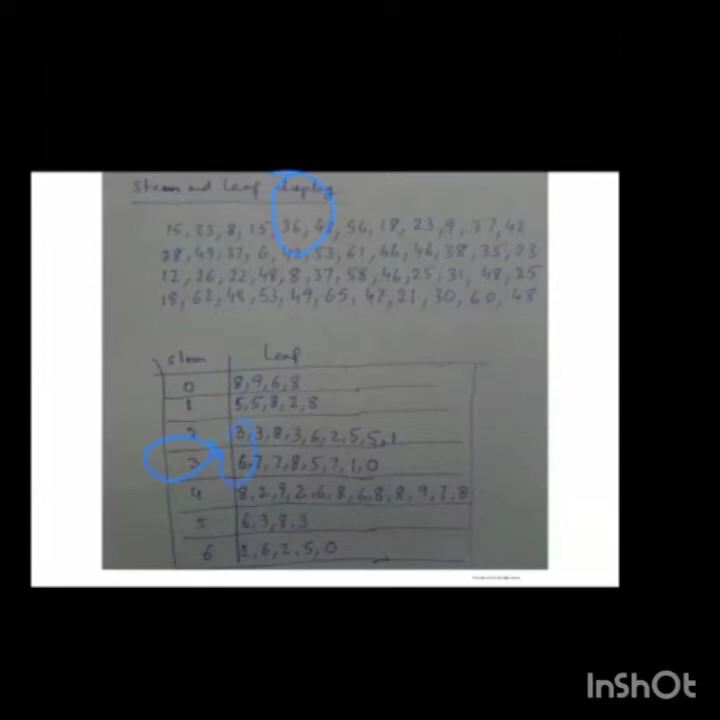 Stem and Leaf display
15, 23, 8, 15, 36, 48, 56, 18, 23, 9, 37, 42
28, 49, 37, 6, 42, 53, 61, 66, 46, 38, 35, 23
12, 26, 22, 48, 8, 37, 58, 46, 25, 31, 48, 25
18, 62, 48, 53, 49, 65, 47, 21, 30, 60, 48
Stem Leaf
0 8, 9, 6, 8
1 5, 5, 8, 2, 8
2 3, 3, 8, 3, 6, 2, 5, 5, 1
3 6, 7, 7, 8, 5, 7, 1, 0
4 8, 2, 9, 2, 6, 8, 6, 8, 8, 9, 7, 8
5 6, 3, 8, 3
6 1, 6, 2, 5, 0
InShOt